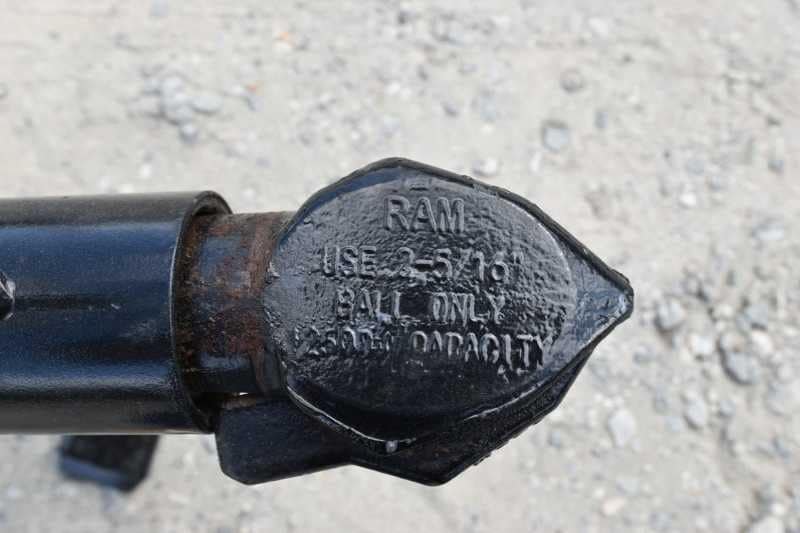 RAM
USE 2-5/16"
BALL ONLY
CAPACITY